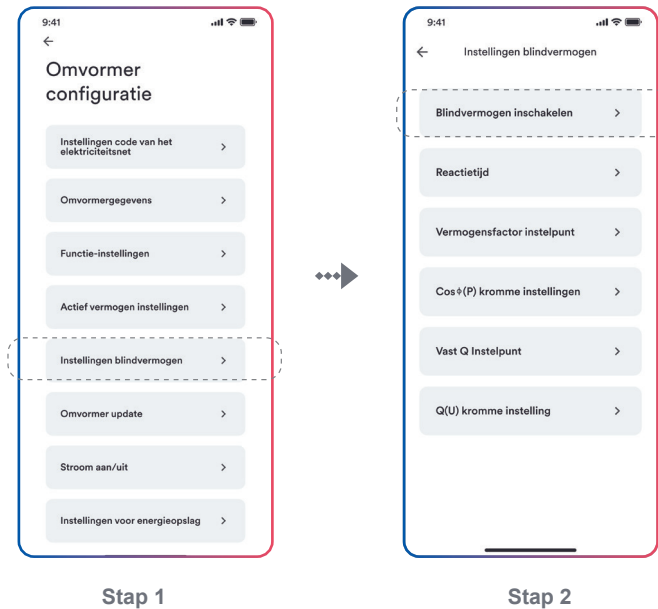 9:41
Omvormer
configuratie
Instellingen code van het
elektriciteitsnet
Omvormergegevens
Functie-instellingen
Actief vermogen instellingen
Instellingen blindvermogen
Omvormer update
Stroom aan/uit
Instellingen voor energieopslag
Stap 1
9:41
Instellingen blindvermogen
Blindvermogen inschakelen
Reactietijd
Vermogensfactor instelpunt
Cosᶲ(P) kromme instellingen
Vast Q Instelpunt
Q(U) kromme instelling
Stap 2